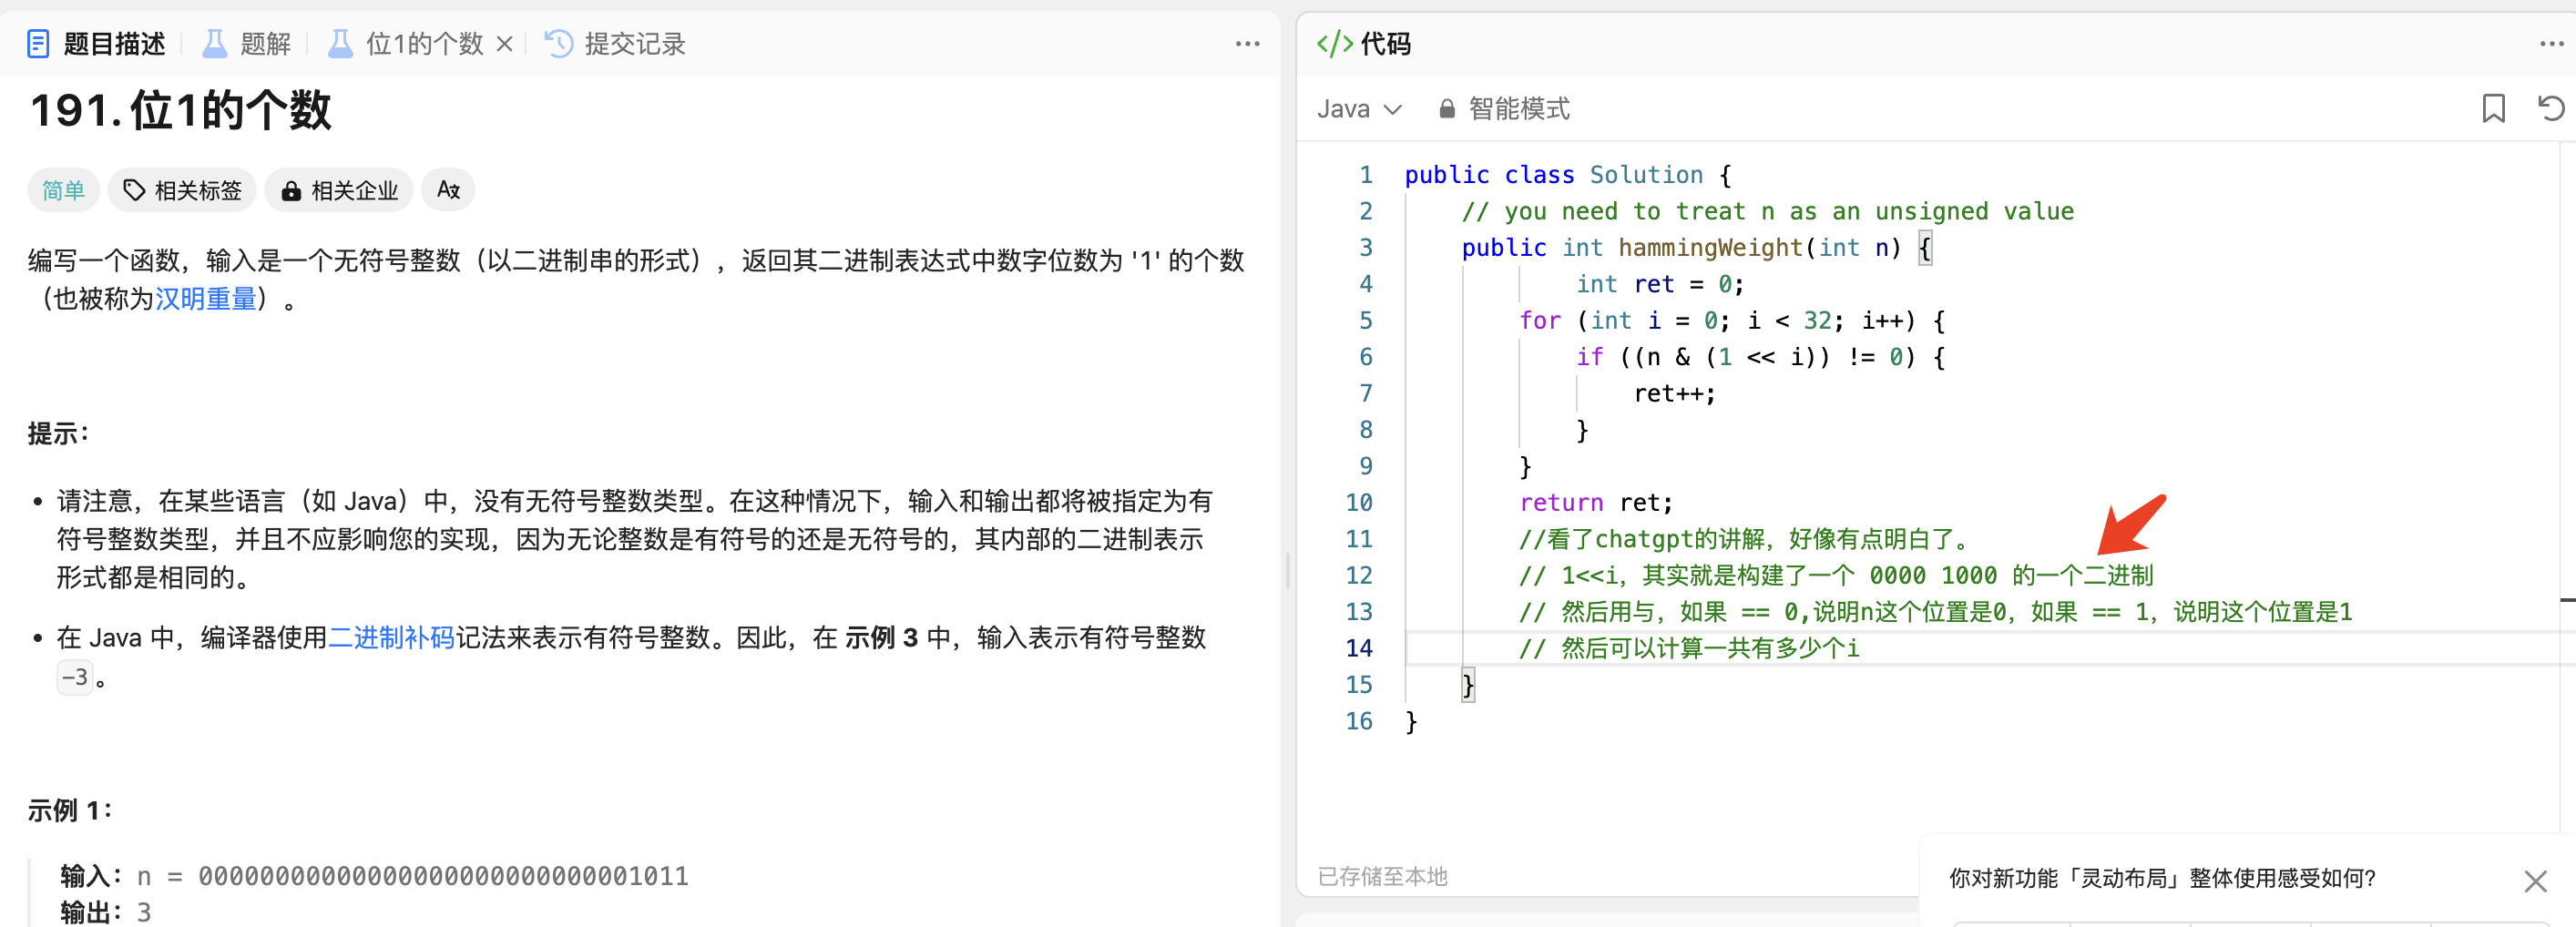 题目描述 题解 位1的个数 提交记录
191. 位1的个数
简单 相关标签 相关企业
编写一个函数，输入是一个无符号整数（以二进制串的形式），返回其二进制表达式中数字位数为 '1' 的个数
（也被称为汉明重量）。
提示：
请注意，在某些语言（如 Java）中，没有无符号整数类型。在这种情况下，输入和输出都将被指定为有
符号整数类型，并且不应影响您的实现，因为无论整数是有符号的还是无符号的，其内部的二进制表示
形式都是相同的。
在 Java 中，编译器使用二进制补码记法来表示有符号整数。因此，在 示例 3 中，输入表示有符号整数
-3。
示例 1：
输入：n = 00000000000000000000000000001011
输出：3
代码
Java 智能模式
1 public class Solution {
2 // you need to treat n as an unsigned value
3 public int hammingWeight(int n) {
4 int ret = 0;
5 for (int i = 0; i < 32; i++) {
6 if ((n & (1 << i)) != 0) {
7 ret++;
8 }
9 }
10 return ret;
11 //看了chatgpt的讲解，好像有点明白了。
12 // 1<<i，其实就是构建了一个 0000 1000 的一个二进制
13 // 然后用与，如果 == 0,说明n这个位置是0，如果 == 1，说明这个位置是1
14 // 然后可以计算一共有多少个i
15 }
16 }
已存储至本地
你对新功能「灵动布局」整体使用感受如何?